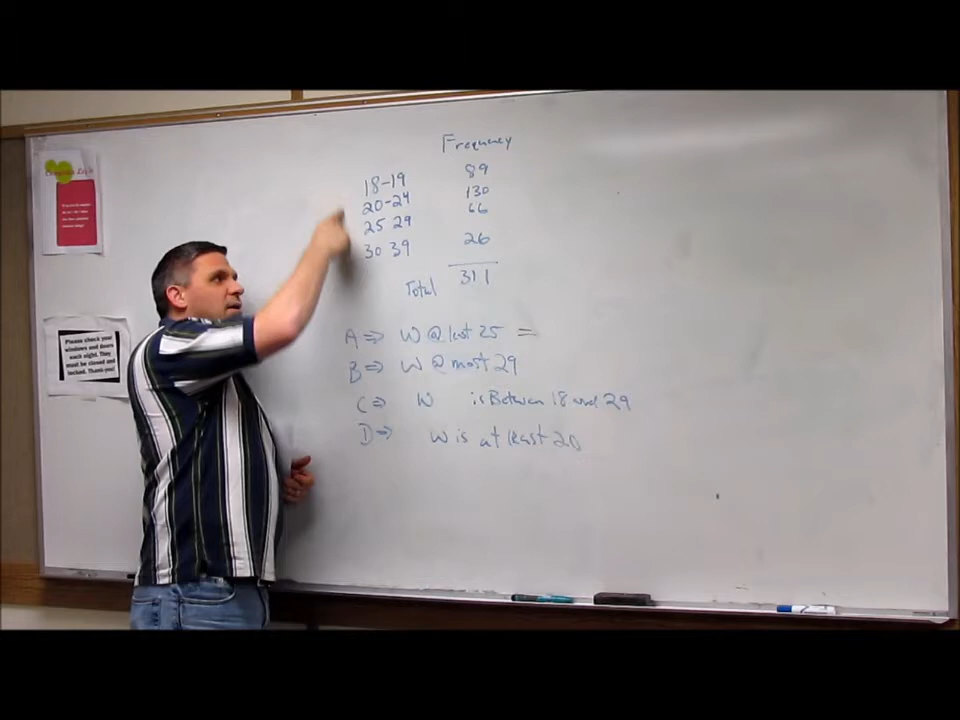 Frequency
18-19 89
20-24 130
25 29 66
30 39 26
Total 311
A ⇒ W @ least 25 =
B ⇒ W @ most 29
C ⇒ W is Between 18 and 29
D ⇒ W is at least 20
Please check your
windows and doors
each night. They
must be closed and
locked. Thank you!